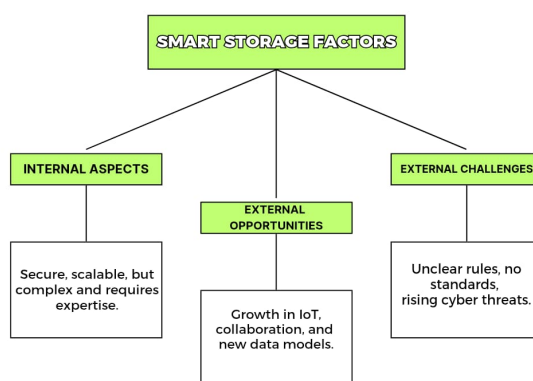 SMART STORAGE FACTORS
INTERNAL ASPECTS
Secure, scalable, but
complex and requires
expertise.
EXTERNAL
OPPORTUNITIES
Growth in IoT,
collaboration, and
new data models.
EXTERNAL CHALLENGES
Unclear rules, no
standards,
rising cyber threats.